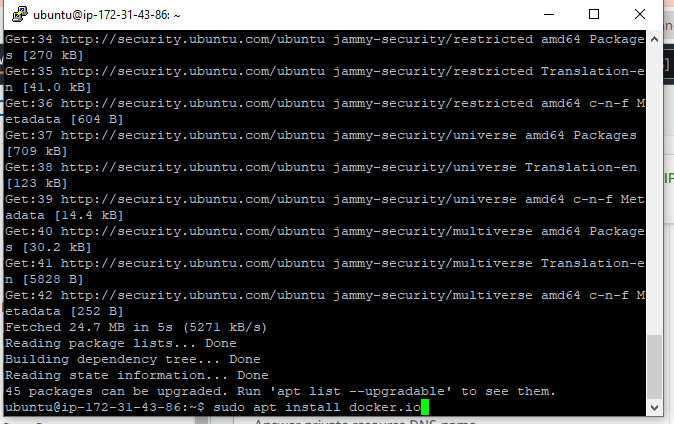 ubuntu@ip-172-31-43-86: ~
Get:34 http://security.ubuntu.com/ubuntu jammy-security/restricted amd64 Package
s [270 kB]
Get:35 http://security.ubuntu.com/ubuntu jammy-security/restricted Translation-e
n [41.0 kB]
Get:36 http://security.ubuntu.com/ubuntu jammy-security/restricted amd64 c-n-f M
etadata [604 B]
Get:37 http://security.ubuntu.com/ubuntu jammy-security/universe amd64 Packages
[709 kB]
Get:38 http://security.ubuntu.com/ubuntu jammy-security/universe Translation-en
[123 kB]
Get:39 http://security.ubuntu.com/ubuntu jammy-security/universe amd64 c-n-f Met
adata [14.4 kB]
Get:40 http://security.ubuntu.com/ubuntu jammy-security/multiverse amd64 Package
s [30.2 kB]
Get:41 http://security.ubuntu.com/ubuntu jammy-security/multiverse Translation-e
n [5828 B]
Get:42 http://security.ubuntu.com/ubuntu jammy-security/multiverse amd64 c-n-f M
etadata [252 B]
Fetched 24.7 MB in 5s (5271 kB/s)
Reading package lists... Done
Building dependency tree... Done
Reading state information... Done
45 packages can be upgraded. Run 'apt list --upgradable' to see them.
ubuntu@ip-172-31-43-86:~$ sudo apt install docker.io
IP
Answer private resource DNS name